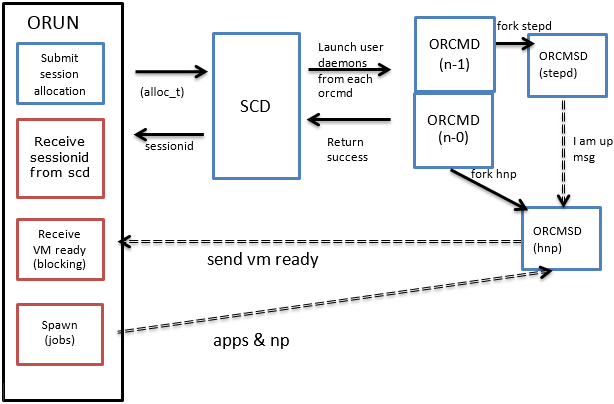 ORUN
Submit
session
allocation
(alloc_t)
Receive
sessionid
from scd
sessionid
Receive
VM ready
(blocking)
Spawn
(jobs)
SCD
Launch user
daemons
from each
orcmd
Return
success
ORCMD
(n-1)
ORCMD
(n-0)
fork stepd
ORCMSD
(stepd)
I am up
msg
fork hnp
ORCMSD
(hnp)
send vm ready
apps & np